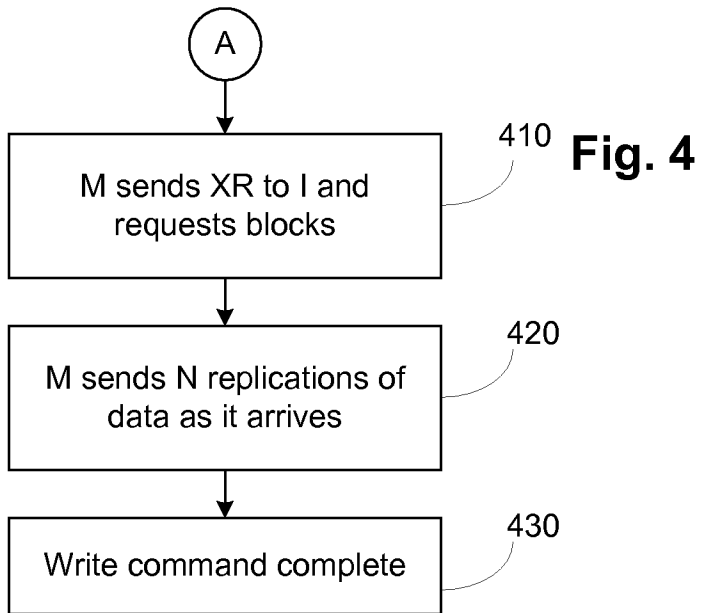 A
410
Fig. 4
M sends XR to I and
requests blocks
420
M sends N replications of
data as it arrives
430
Write command complete